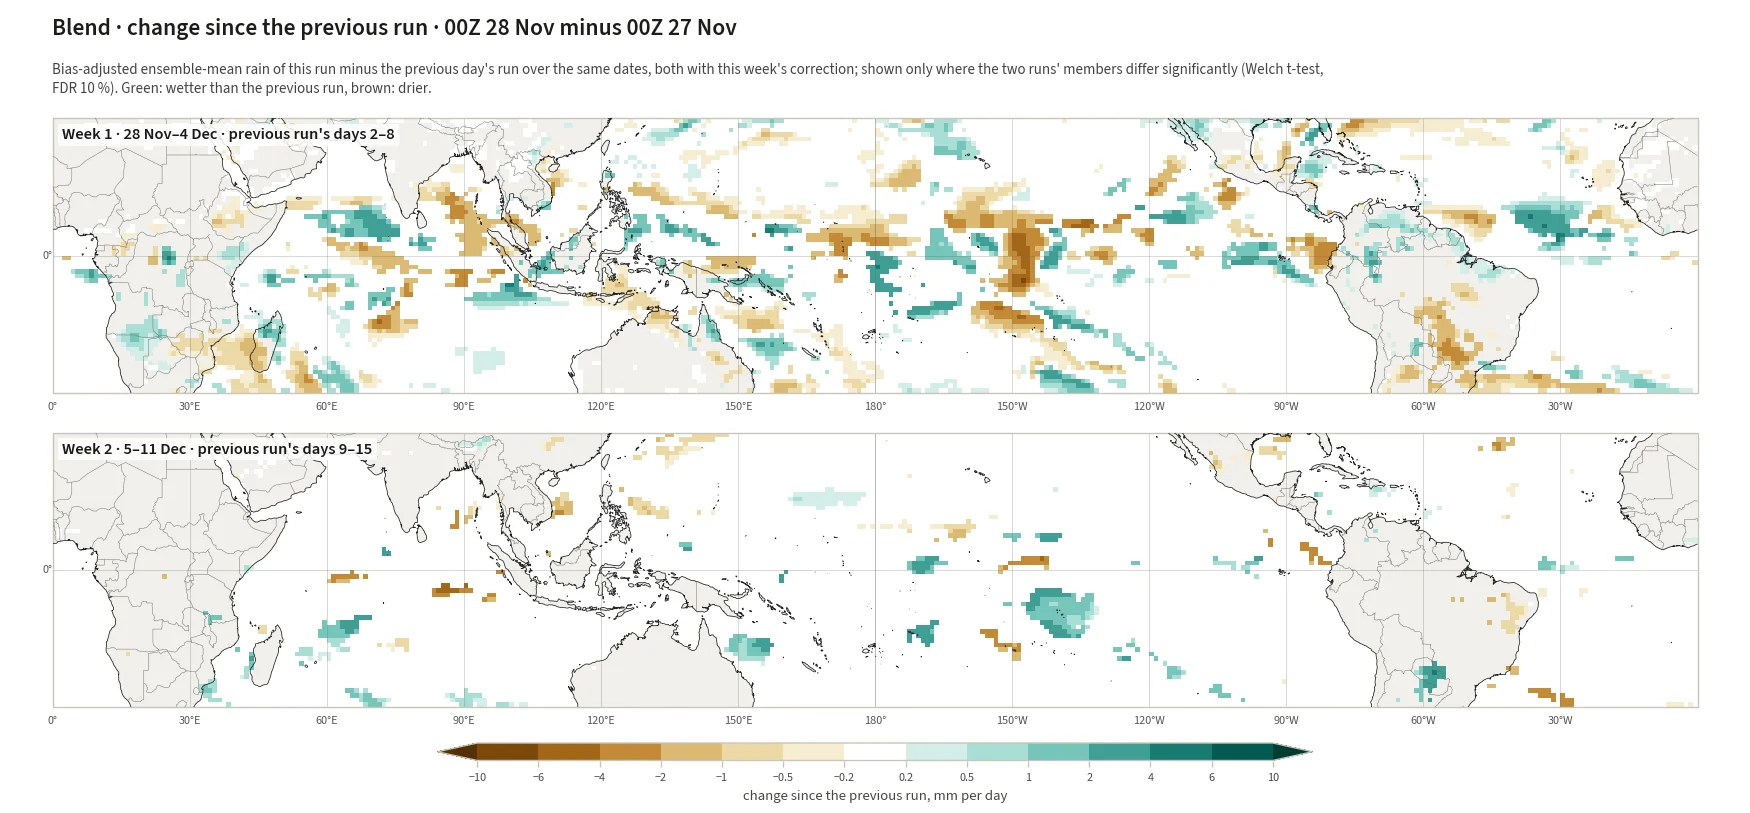 Blend · change since the previous run · 00Z 28 Nov minus 00Z 27 Nov
Bias-adjusted ensemble-mean rain of this run minus the previous day's run over the same dates, both with this week's correction; shown only where the two runs' members differ significantly (Welch t-test,
FDR 10 %). Green: wetter than the previous run, brown: drier.
Week 1 · 28 Nov–4 Dec · previous run's days 2–8
0°
0° 30°E 60°E 90°E 120°E 150°E 180° 150°W 120°W 90°W 60°W 30°W
Week 2 · 5–11 Dec · previous run's days 9–15
0°
0° 30°E 60°E 90°E 120°E 150°E 180° 150°W 120°W 90°W 60°W 30°W
−10 −6 −4 −2 −1 −0.5 −0.2 0.2 0.5 1 2 4 6 10
change since the previous run, mm per day